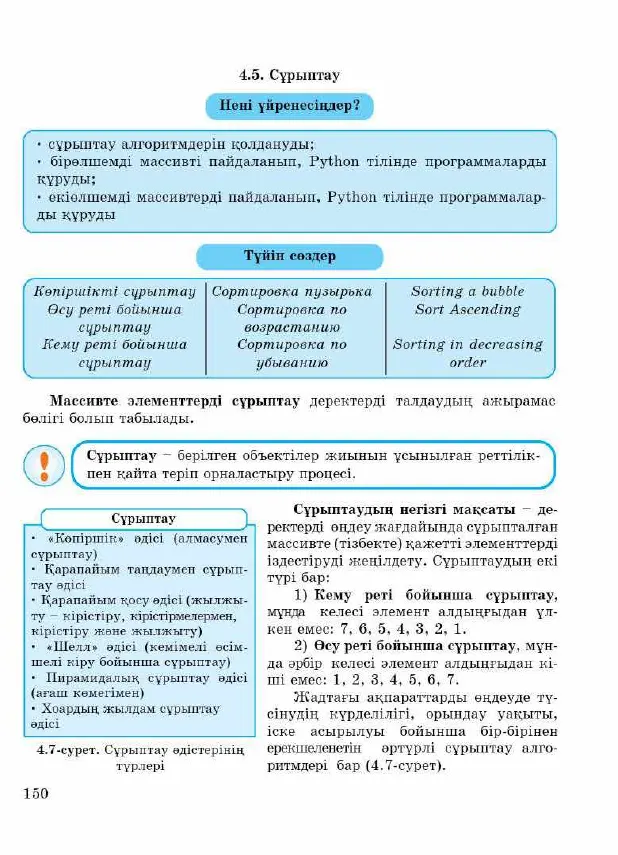 4.5. Сұрыптау
Нені үйренесіңдер?
• сұрыптау алгоритмдерін қолдануды;
• бірөлшемді массивті пайдаланып, Python тілінде программаларды
құруды;
• екіөлшемді массивтерді пайдаланып, Python тілінде программалар-
ды құруды
Түйін сөздер
Көпіршікті сұрыптау
Өсу реті бойынша
сұрыптау
Кему реті бойынша
сұрыптау
Сортировка пузырька
Сортировка по
возрастанию
Сортировка по
убыванию
Sorting a bubble
Sort Ascending
Sorting in decreasing
order
Массивте элементтерді сұрыптау деректерді талдаудың ажырамас
бөлігі болып табылады.
Сұрыптау – берілген объектілер жиынын ұсынылған реттілік-
пен қайта теріп орналастыру процесі.
Сұрыптау
• «Көпіршік» әдісі (алмасумен
сұрыптау)
• Қарапайым таңдаумен сұрып-
тау әдісі
• Қарапайым қосу әдісі (жылжы-
ту – кірістіру, кірістірмелермен,
кірістіру және жылжыту)
• «Шелл» әдісі (кемімелі өсім-
шелі кіру бойынша сұрыптау)
• Пирамидалық сұрыптау әдісі
(ағаш көмегімен)
• Хоардың жылдам сұрыптау
әдісі
4.7-сурет. Сұрыптау әдістерінің
түрлері
Сұрыптаудың негізгі мақсаты – де-
ректерді өңдеу жағдайында сұрыпталған
массивте (тізбекте) қажетті элементтерді
іздестіруді жеңілдету. Сұрыптаудың екі
түрі бар:
1) Кему реті бойынша сұрыптау,
мұнда келесі элемент алдыңғыдан үл-
кен емес: 7, 6, 5, 4, 3, 2, 1.
2) Өсу реті бойынша сұрыптау, мұн-
да әрбір келесі элемент алдыңғыдан кі-
ші емес: 1, 2, 3, 4, 5, 6, 7.
Жадтағы ақпараттарды өңдеуде тү-
сінудің күрделілігі, орындау уақыты,
іске асырылуы бойынша бір-бірінен
ерекшеленетін әртүрлі сұрыптау алго-
ритмдері бар (4.7-сурет).
150